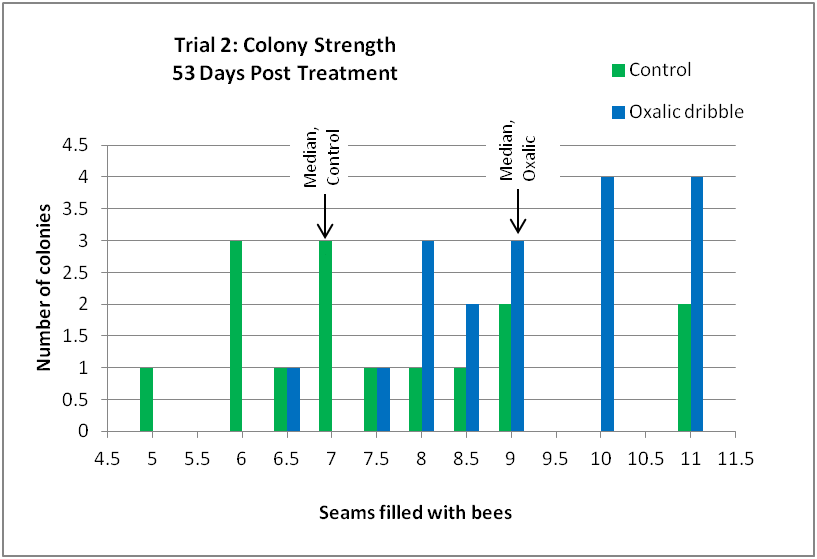 Trial 2: Colony Strength
53 Days Post Treatment
Control
Oxalic dribble
Median,
Control
Median,
Oxalic
Number of colonies
4.5
4
3.5
3
2.5
2
1.5
1
0.5
0
4.5 5 5.5 6 6.5 7 7.5 8 8.5 9 9.5 10 10.5 11 11.5
Seams filled with bees